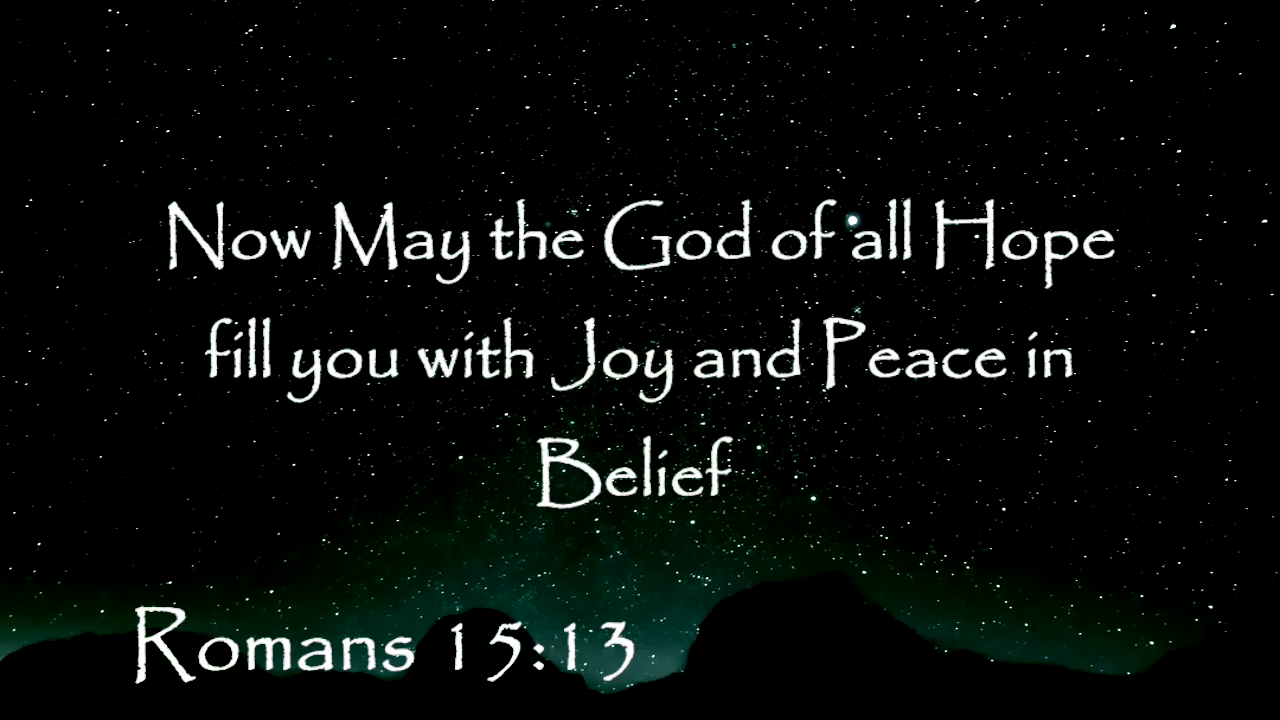 Now May the God of all Hope
fill you with Joy and Peace in
Belief
Romans 15:13